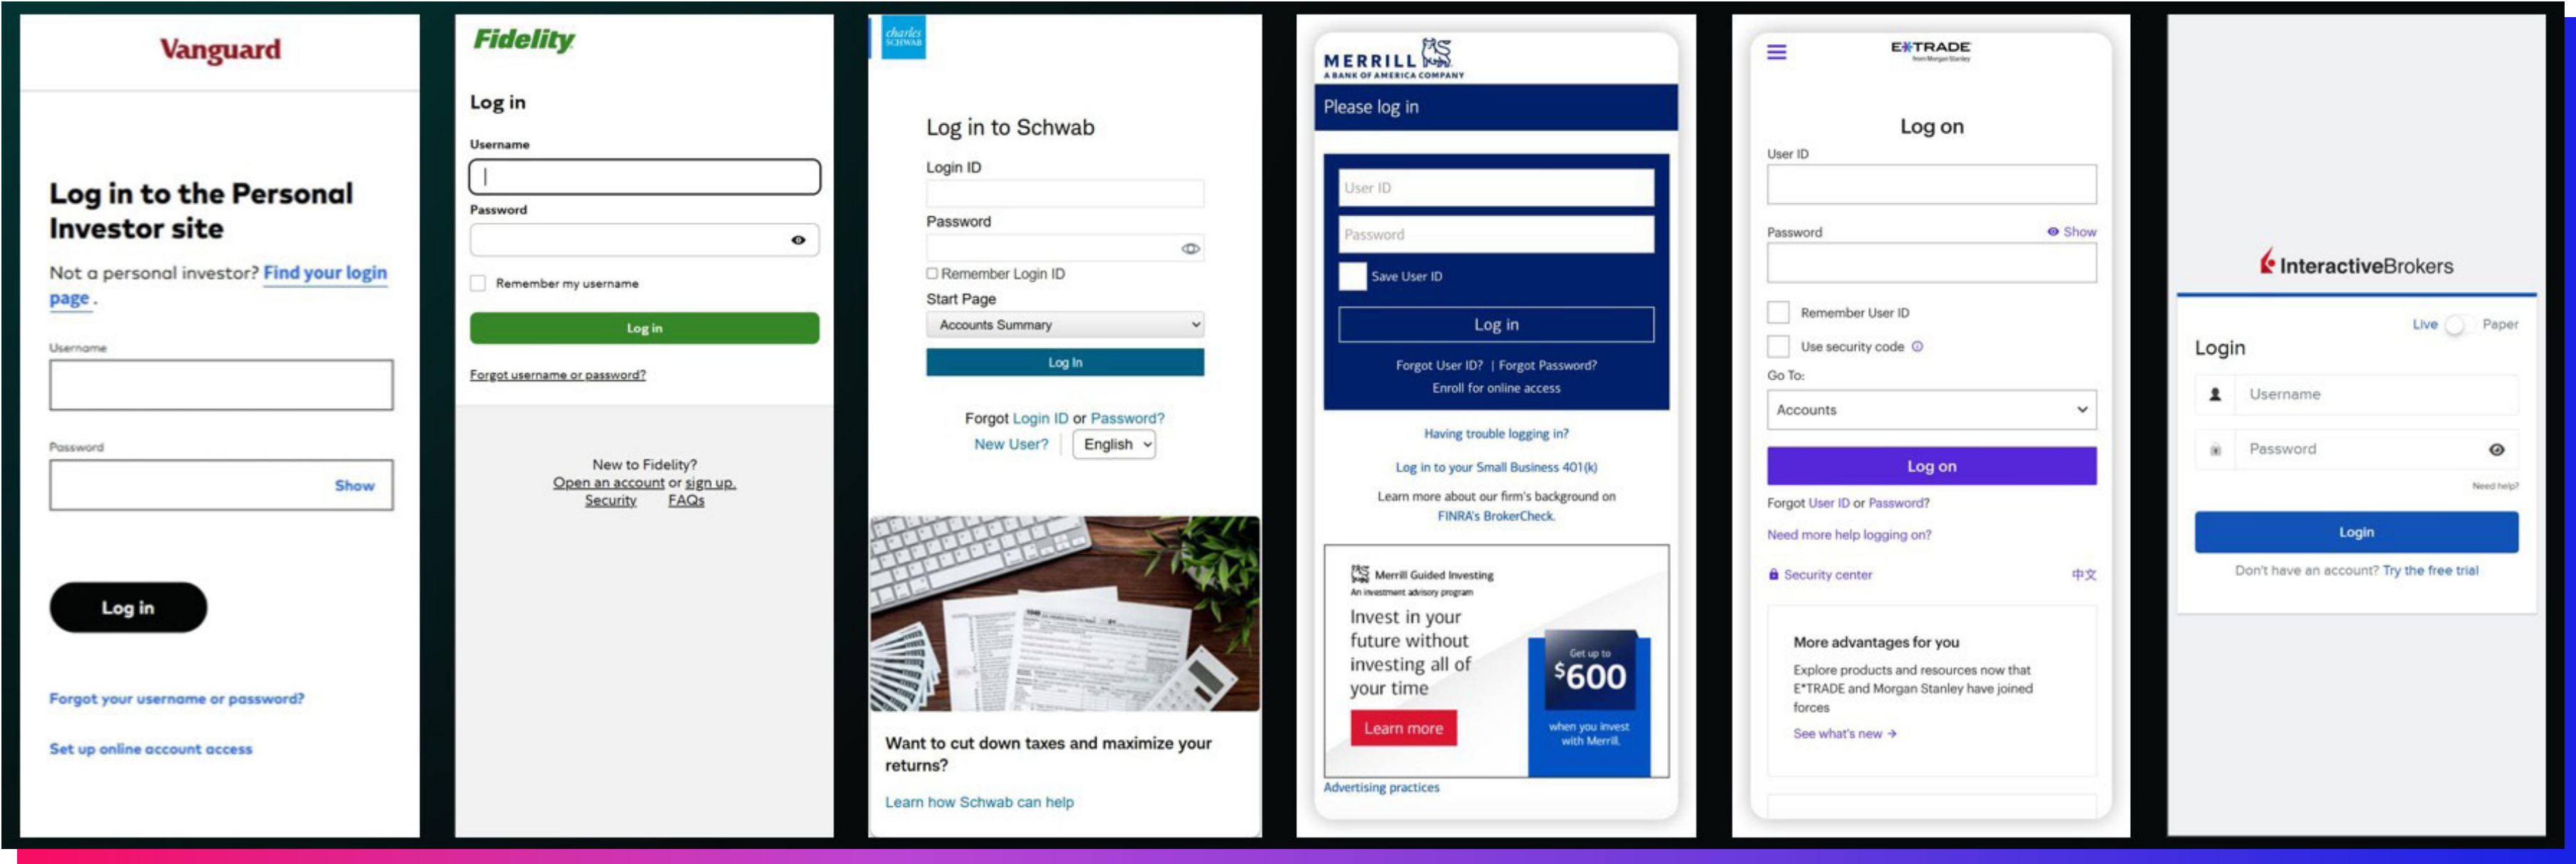 Vanguard
Log in to the Personal
Investor site
Not a personal investor? Find your login
page .
Username
Password
Show
Log in
Forgot your username or password?
Set up online account access
Fidelity
Log in
Username
Password
Remember my username
Log in
Forgot username or password?
New to Fidelity?
Open an account or sign up.
Security FAQs
charles
SCHWAB
Log in to Schwab
Login ID
Password
Remember Login ID
Start Page
Accounts Summary
Log In
Forgot Login ID or Password?
New User? English
Want to cut down taxes and maximize your
returns?
Learn how Schwab can help
MERRILL
A BANK OF AMERICA COMPANY
Please log in
User ID
Password
Save User ID
Log in
Forgot User ID? | Forgot Password?
Enroll for online access
Having trouble logging in?
Log in to your Small Business 401(k)
Learn more about our firm's background on
FINRA's BrokerCheck.
Merrill Guided Investing
An investment advisory program
Invest in your
future without
investing all of
your time
Learn more
Get up to
$600
when you invest
with Merrill.
Advertising practices
E*TRADE
from Morgan Stanley
Log on
User ID
Password
Show
Remember User ID
Use security code
Go To:
Accounts
Log on
Forgot User ID or Password?
Need more help logging on?
Security center 中文
More advantages for you
Explore products and resources now that
E*TRADE and Morgan Stanley have joined
forces
See what's new →
InteractiveBrokers
Live Paper
Login
Username
Password
Need help?
Login
Don't have an account? Try the free trial